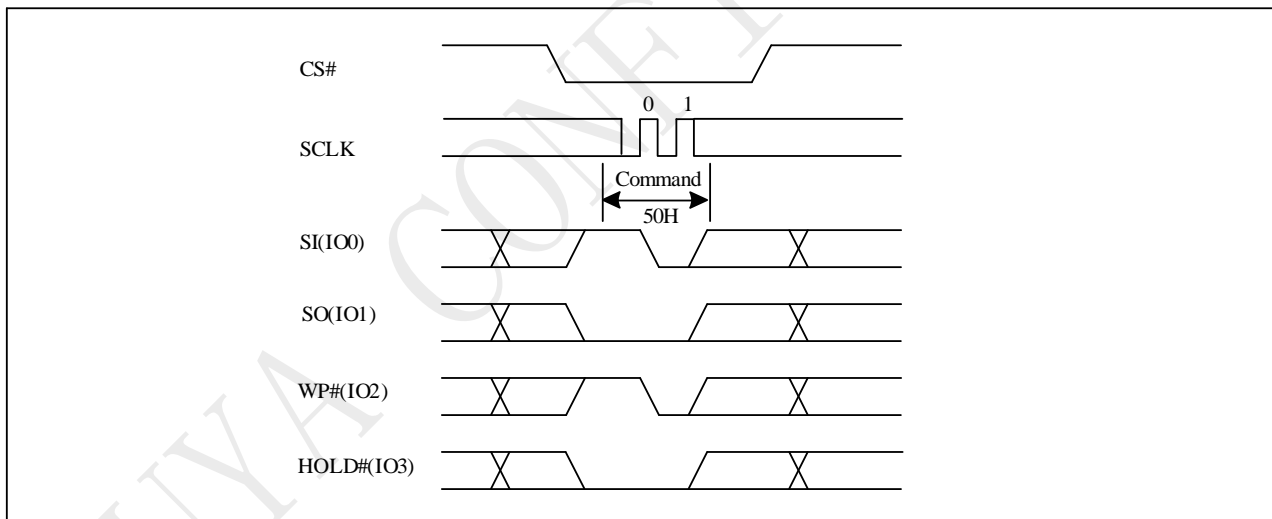 CS#
0 1
SCLK
Command
50H
SI(IO0)
SO(IO1)
WP#(IO2)
HOLD#(IO3)